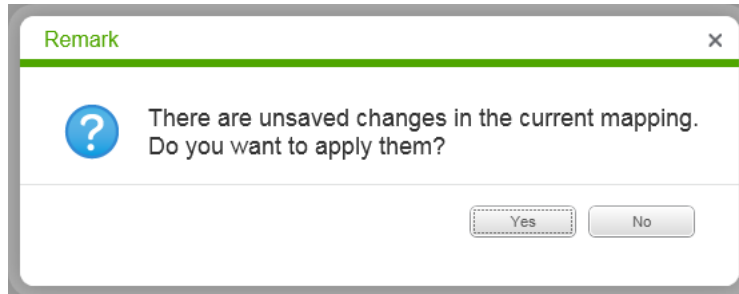 Remark
There are unsaved changes in the current mapping.
Do you want to apply them?
Yes
No